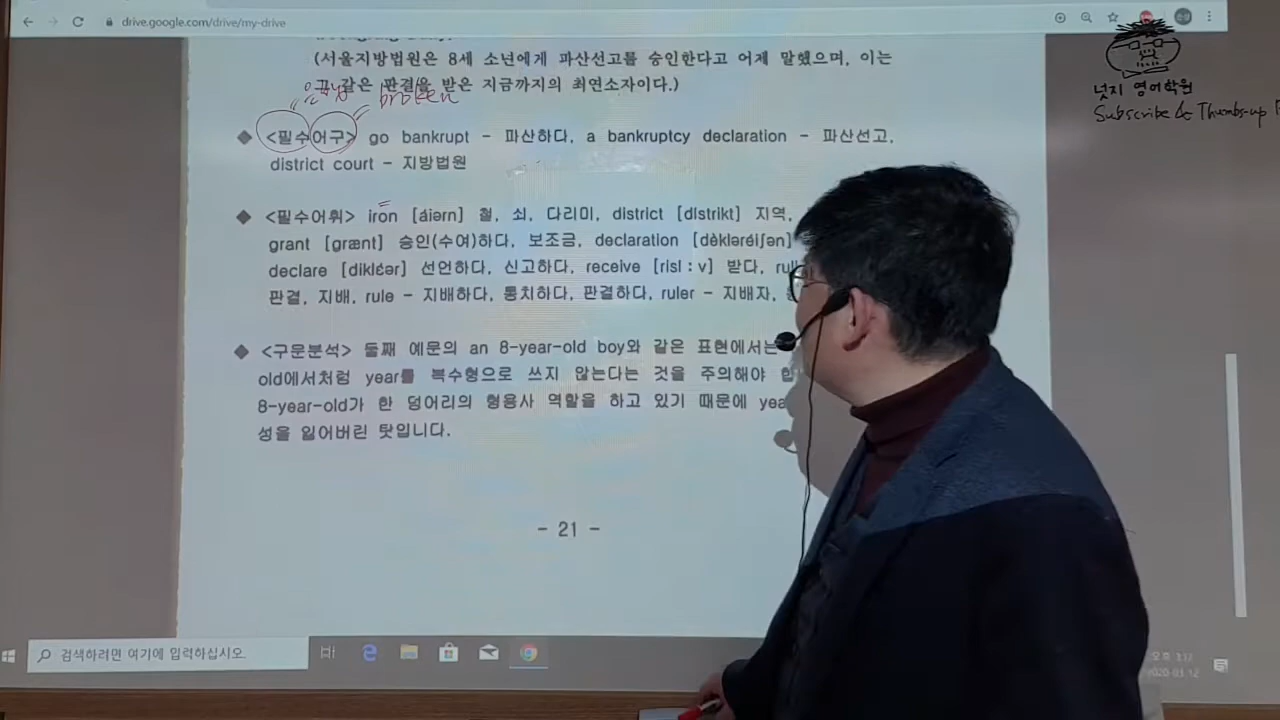 drive.google.com/drive/my-drive
(서울지방법원은 8세 소년에게 파산선고를 승인한다고 어제 말했으며, 이는
같은 판결을 받은 지금까지의 최연소자이다.)
broken
넛지 영어학원
Subscribe & Thumbs-up
◆ <필수어구> go bankrupt - 파산하다, a bankruptcy declaration - 파산선고,
district court - 지방법원
◆ <필수어휘> iron [áiərn] 철, 쇠, 다리미, district [dístrikt] 지역,
grant [grænt] 승인(수여)하다, 보조금, declaration [dèkləréiʃən]
declare [dikléər] 선언하다, 신고하다, receive [risí:v] 받다,
판결, 지배, rule - 지배하다, 통치하다, 판결하다, ruler - 지배자,
◆ <구문분석> 둘째 예문의 an 8-year-old boy와 같은 표현에서는
old에서처럼 year를 복수형으로 쓰지 않는다는 것을 주의해야
8-year-old가 한 덩어리의 형용사 역할을 하고 있기 때문에
성을 잃어버린 탓입니다.
- 21 -
검색하려면 여기에 입력하십시오.
2020-03-12